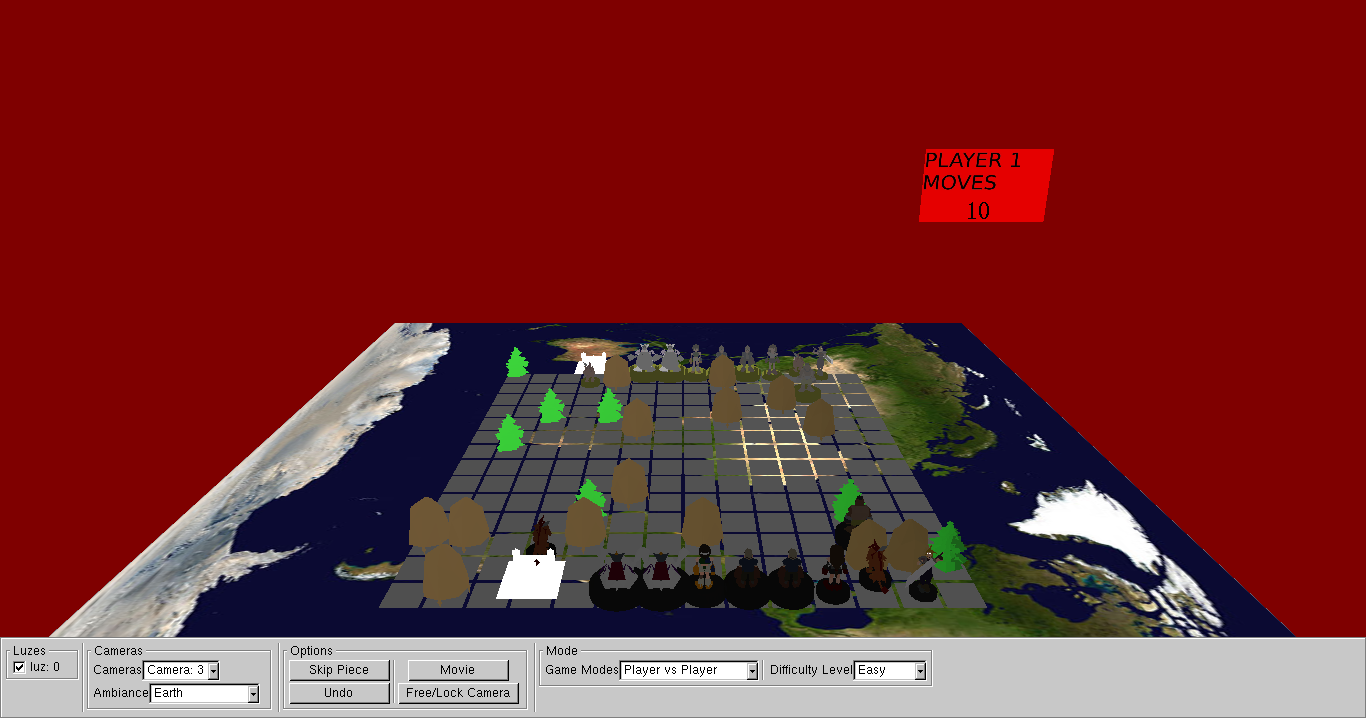 PLAYER 1
MOVES
10
Luzes
luz: 0
Cameras
Cameras Camera: 3
Ambiance Earth
Options
Skip Piece Movie
Undo Free/Lock Camera
Mode
Game Modes Player vs Player Difficulty Level Easy